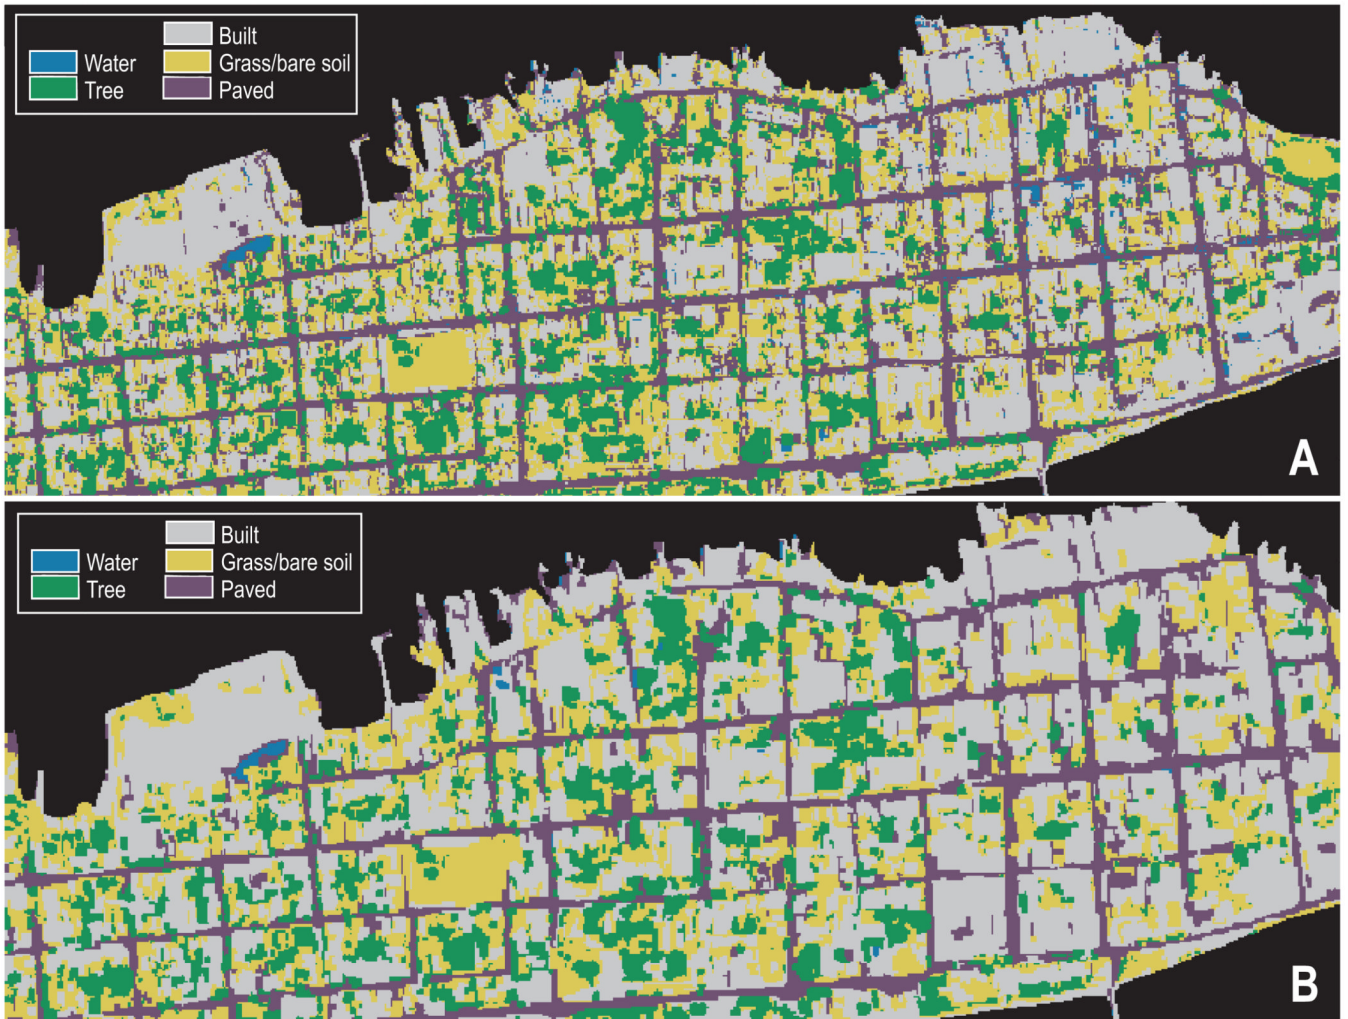 Built
Water
Grass/bare soil
Tree
Paved
A
Built
Water
Grass/bare soil
Tree
Paved
B